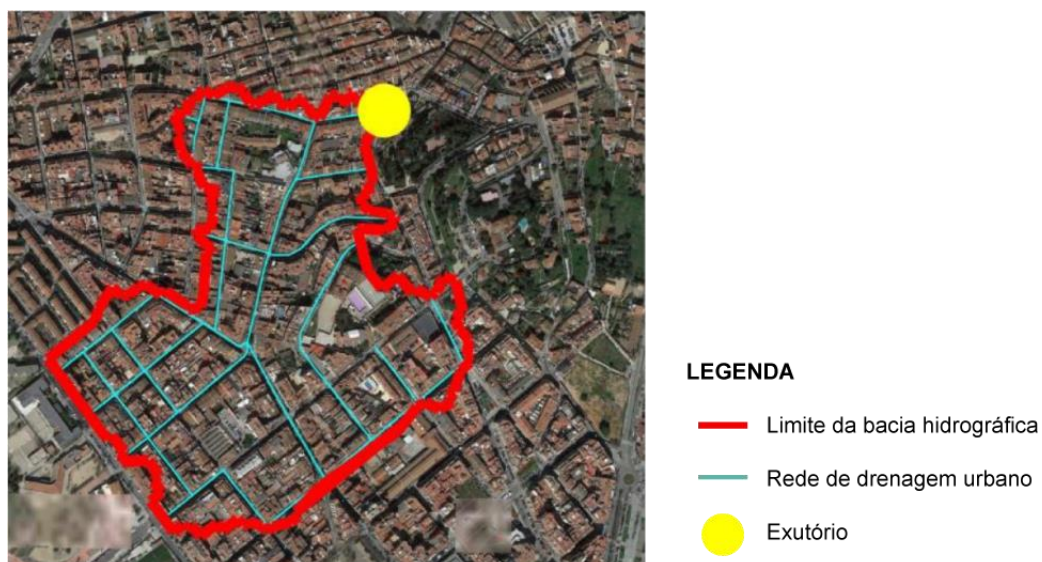 LEGENDA
Limite da bacia hidrográfica
Rede de drenagem urbano
Exutório